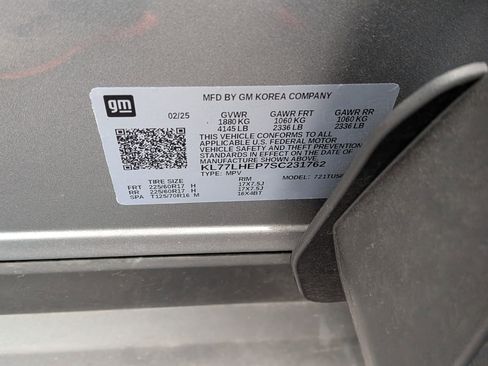 gm
MFD BY GM KOREA COMPANY
02/25 GVWR GAWR FRT GAWR RR
1880 KG 1060 KG 1060 KG
4145 LB 2336 LB 2336 LB
THIS VEHICLE CONFORMS TO ALL
APPLICABLE U.S. FEDERAL MOTOR
VEHICLE SAFETY AND THEFT PREVENTION
STANDARDS IN EFFECT ON THE DATE OF
MANUFACTURE SHOWN ABOVE.
KL77LHEP7SC231762
TYPE: MPV MODEL:
TIRE SIZE RIM
FRT 225/60R17 H 17X7.5J
RR 225/60R17 H 17X7.5J
SPA T125/70R16 M 16X4BT